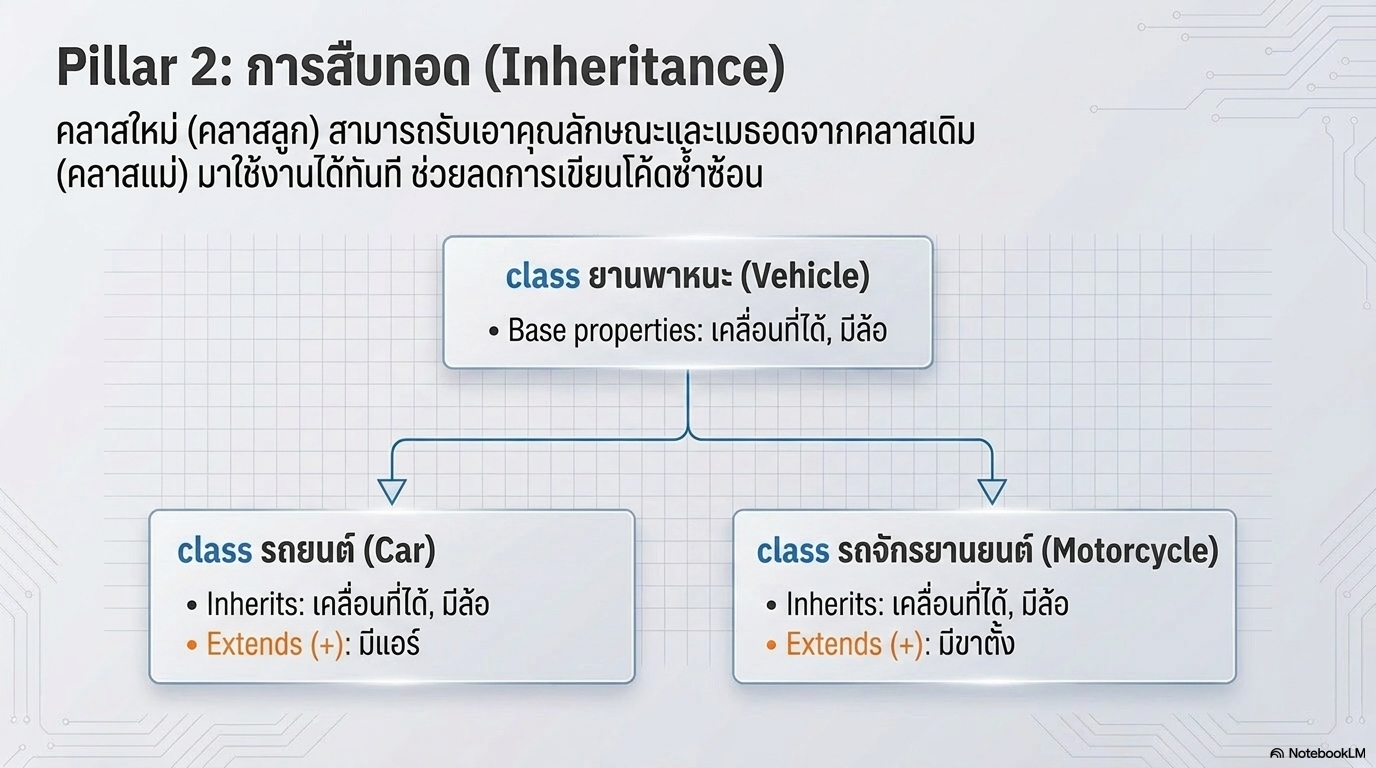 Pillar 2: การสืบทอด (Inheritance)
คลาสใหม่ (คลาสลูก) สามารถรับเอาคุณลักษณะและเมธอดจากคลาสเดิม
(คลาสแม่) มาใช้งานได้ทันที ช่วยลดการเขียนโค้ดซ้ำซ้อน
class ยานพาหนะ (Vehicle)
• Base properties: เคลื่อนที่ได้, มีล้อ
class รถยนต์ (Car)
• Inherits: เคลื่อนที่ได้, มีล้อ
• Extends (+): มีแอร์
class รถจักรยานยนต์ (Motorcycle)
• Inherits: เคลื่อนที่ได้, มีล้อ
• Extends (+): มีขาตั้ง
NotebookLM